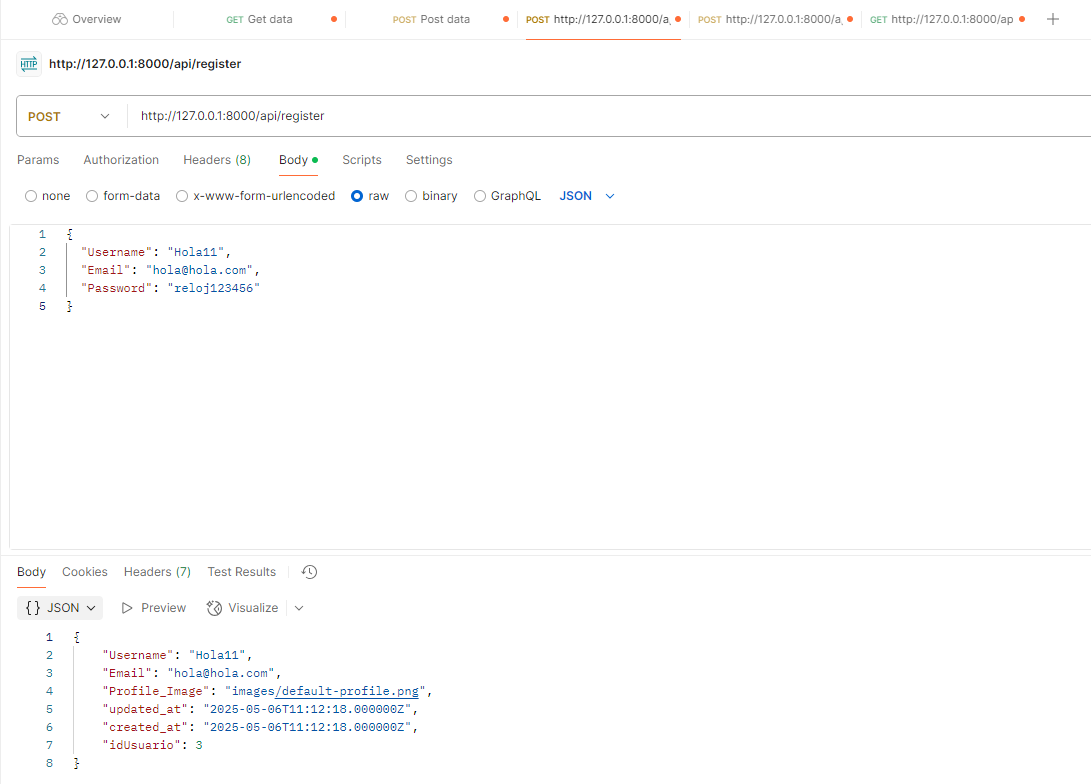 Overview GET Get data POST Post data POST http://127.0.0.1:8000/a POST http://127.0.0.1:8000/a GET http://127.0.0.1:8000/ap
HTTP http://127.0.0.1:8000/api/register
POST http://127.0.0.1:8000/api/register
Params Authorization Headers (8) Body Scripts Settings
none form-data x-www-form-urlencoded raw binary GraphQL JSON
1 {
2 "Username": "Hola11",
3 "Email": "hola@hola.com",
4 "Password": "reloj123456"
5 }
Body Cookies Headers (7) Test Results
{} JSON Preview Visualize
1 {
2 "Username": "Hola11",
3 "Email": "hola@hola.com",
4 "Profile_Image": "images/default-profile.png",
5 "updated_at": "2025-05-06T11:12:18.000000Z",
6 "created_at": "2025-05-06T11:12:18.000000Z",
7 "idUsuario": 3
8 }